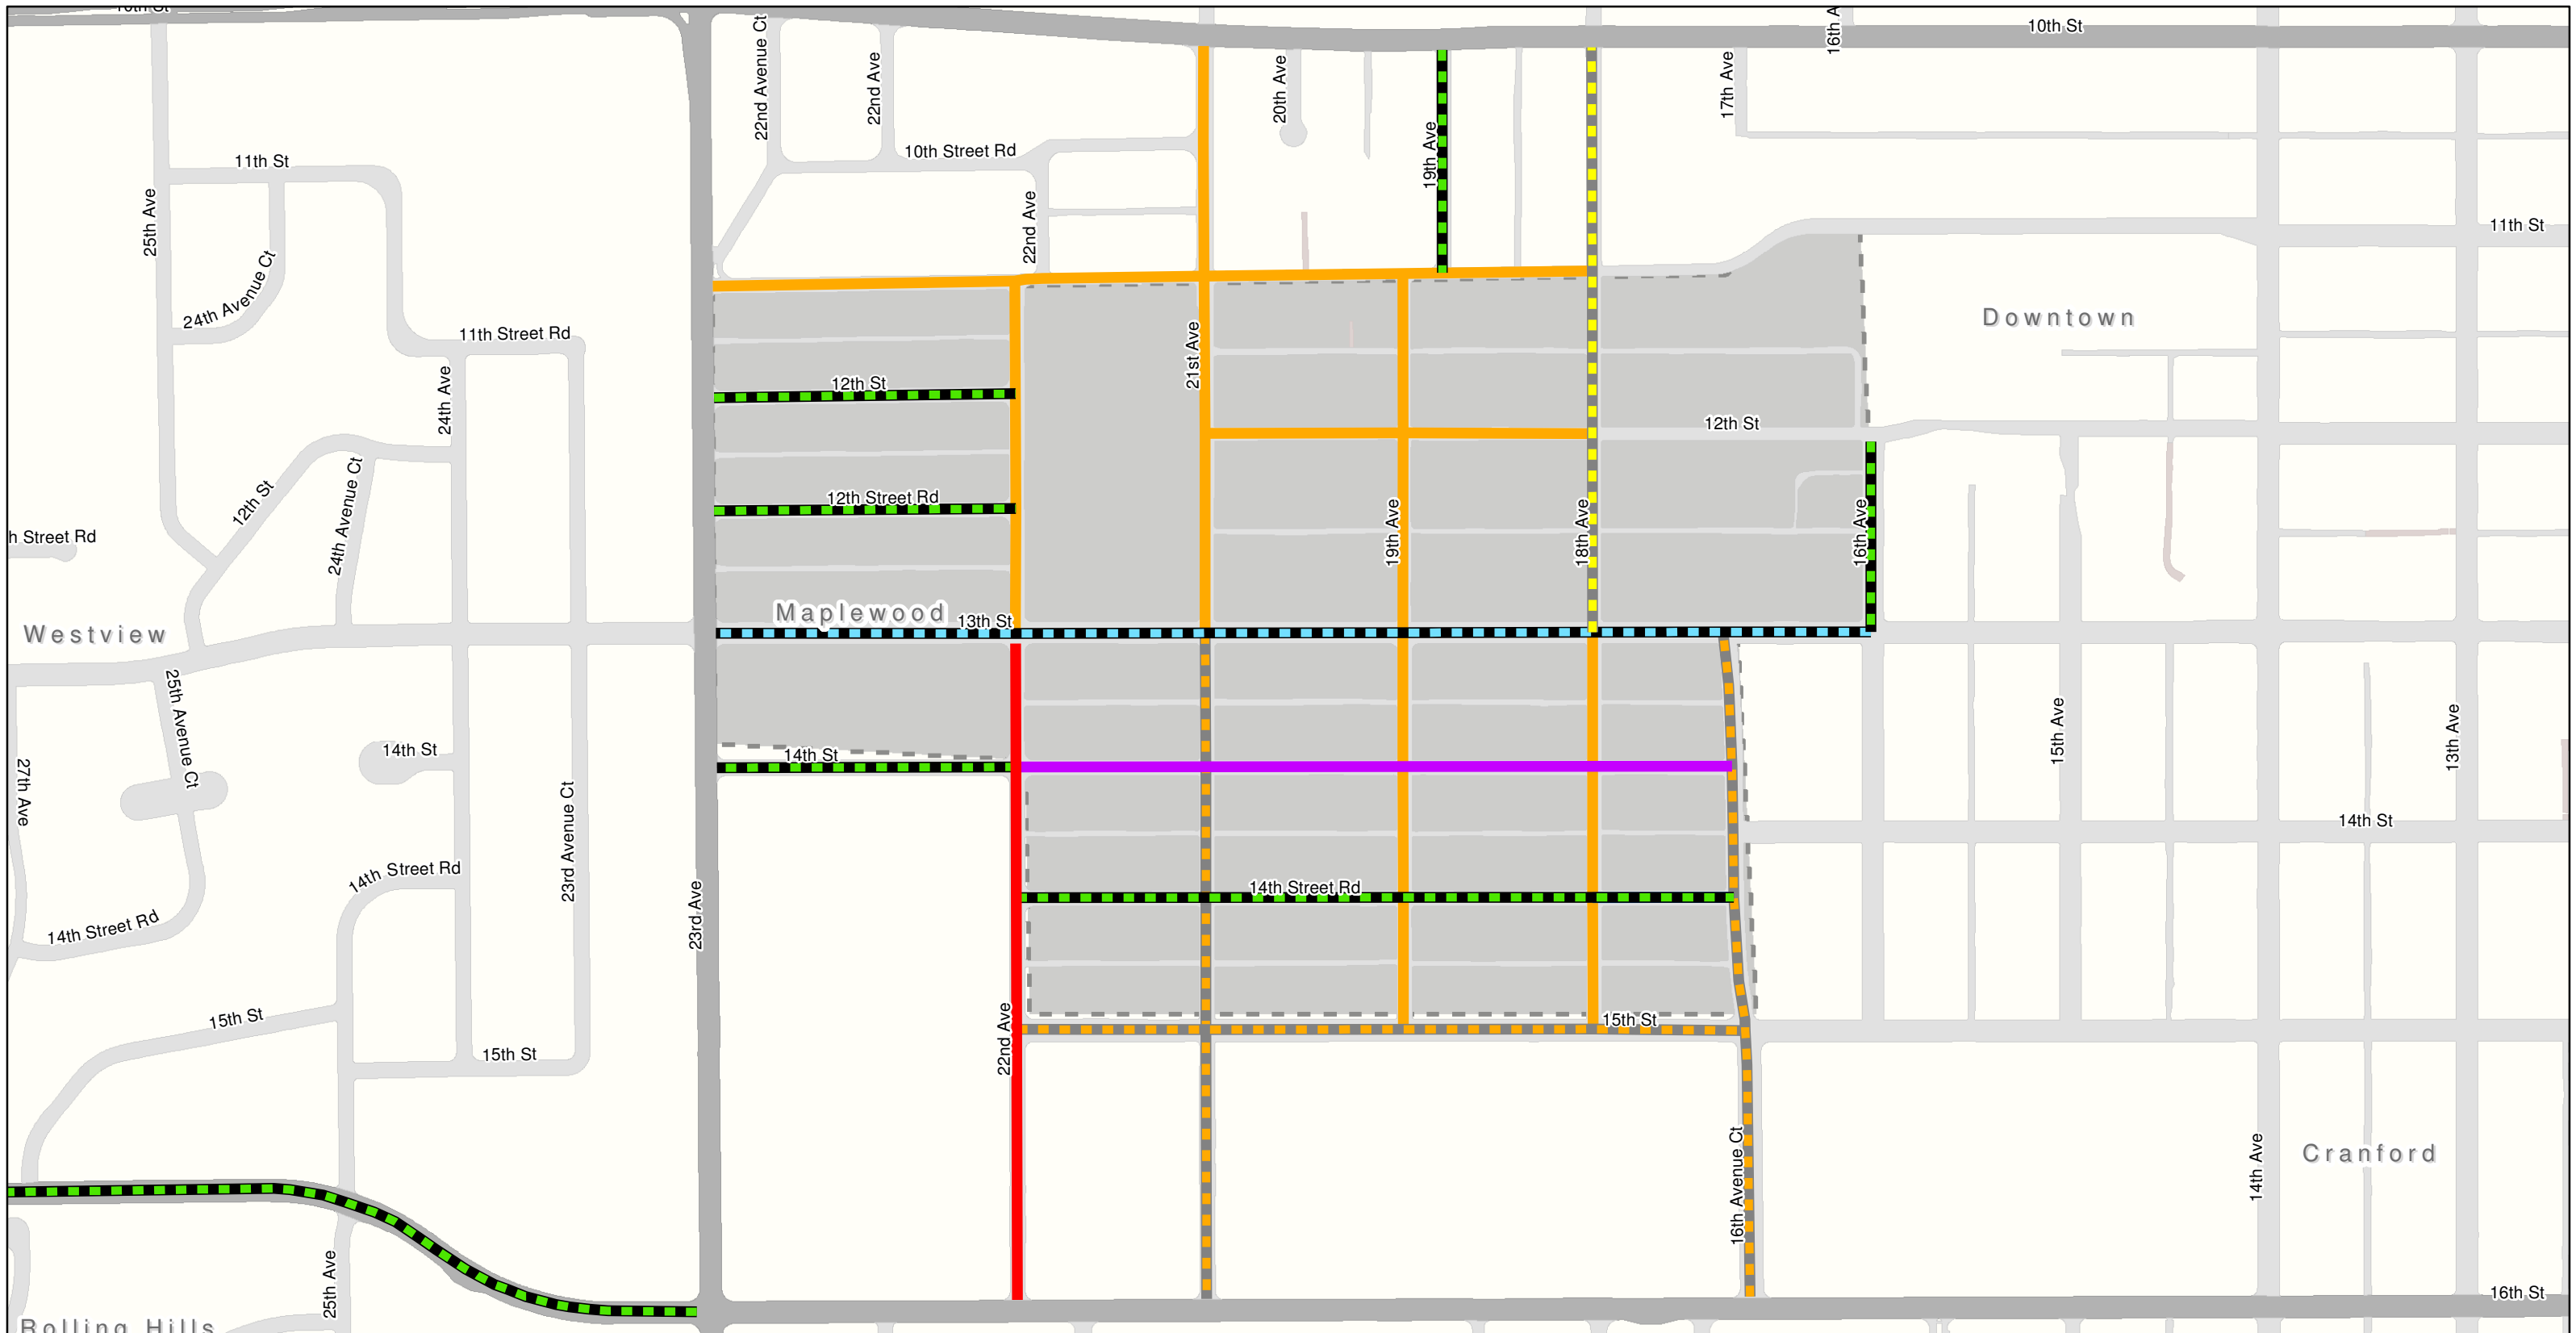 10th St
22nd Avenue Ct
22nd Ave
20th Ave
17th Ave
16th A
10th St
11th St
10th Street Rd
19th Ave
25th Ave
22nd Ave
11th St
24th Avenue Ct
Downtown
11th Street Rd
21st Ave
24th Ave
12th St
12th St
12th St
24th Avenue Ct
12th Street Rd
19th Ave
18th Ave
16th Ave
h Street Rd
Maplewood
13th St
Westview
25th Avenue Ct
14th St
14th St
27th Ave
15th Ave
13th Ave
14th St
23rd Avenue Ct
14th Street Rd
14th Street Rd
14th Street Rd
23rd Ave
15th St
15th St
22nd Ave
15th St
16th Avenue Ct
14th Ave
Cranford
25th Ave
16th St
Rolling Hills